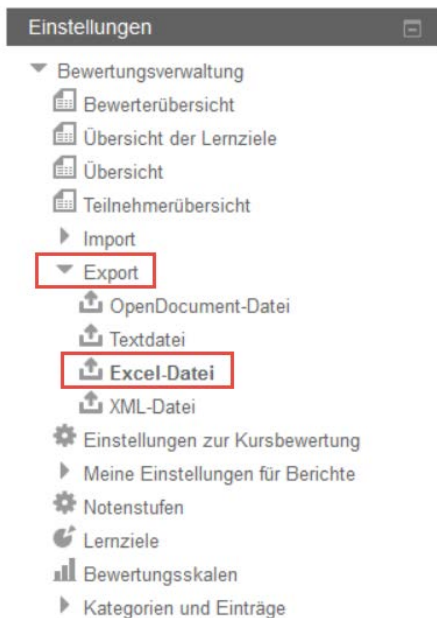 Einstellungen
Bewertungsverwaltung
Bewerterübersicht
Übersicht der Lernziele
Übersicht
Teilnehmerübersicht
Import
Export
OpenDocument-Datei
Textdatei
Excel-Datei
XML-Datei
Einstellungen zur Kursbewertung
Meine Einstellungen für Berichte
Notenstufen
Lernziele
Bewertungsskalen
Kategorien und Einträge